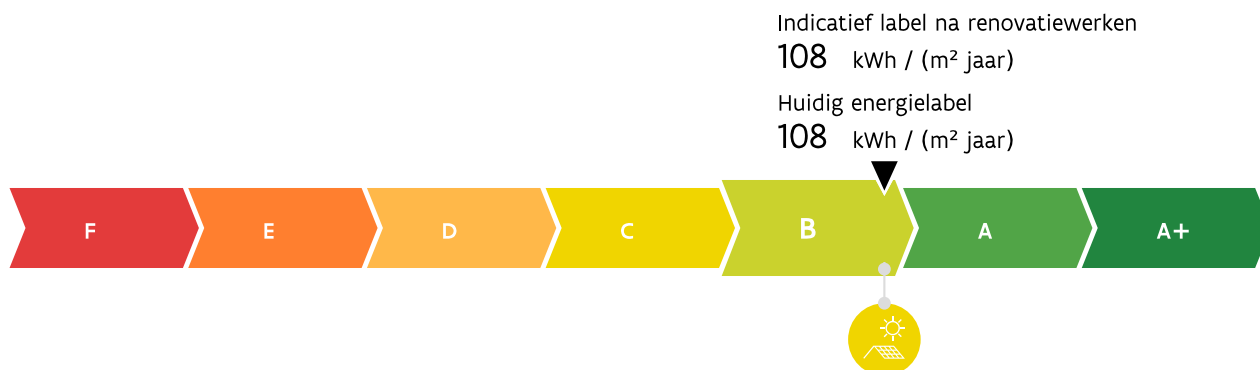 Indicatief label na renovatiewerken
108 kWh / (m² jaar)
Huidig energielabel
108 kWh / (m² jaar)
F E D C B A A+